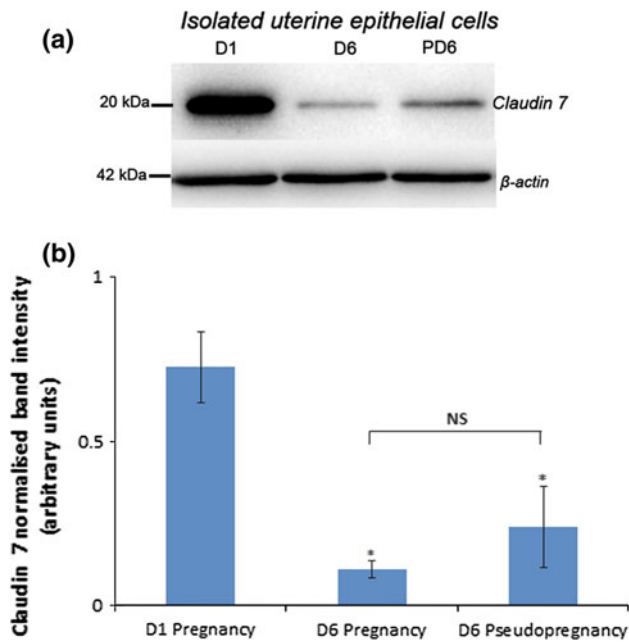 Isolated uterine epithelial cells
(a)
D1 D6 PD6
20 kDa Claudin 7
42 kDa β-actin
(b)
Claudin 7 normalised band intensity
(arbitrary units)
1
0.5
0
NS
*
*
D1 Pregnancy D6 Pregnancy D6 Pseudopregnancy